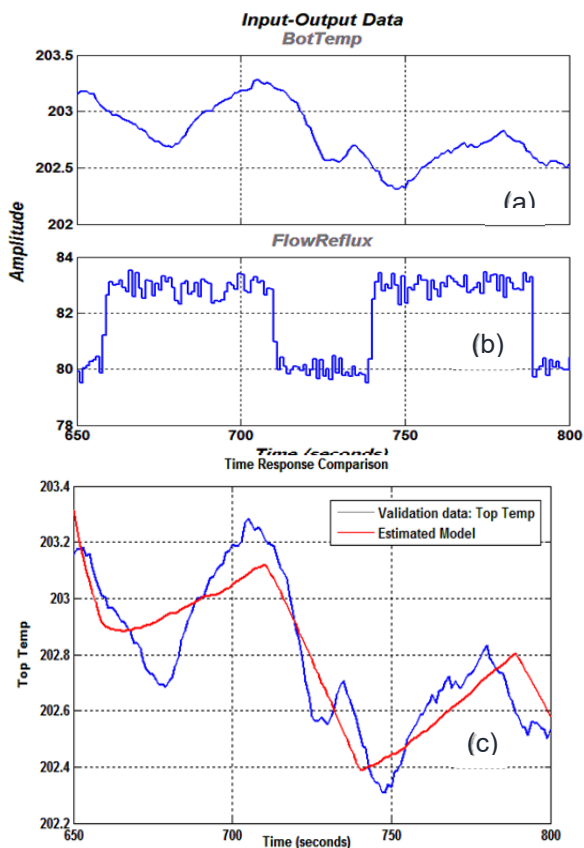 Input-Output Data
BotTemp
203.5
203
202.5
202
(a)
Amplitude
FlowReflux
84
82
80
78
(b)
650 700 750 800
Time (seconds)
Time Response Comparison
203.4
203.2
203
202.8
202.6
202.4
202.2
Top Temp
Validation data: Top Temp
Estimated Model
(c)
650 700 750 800
Time (seconds)